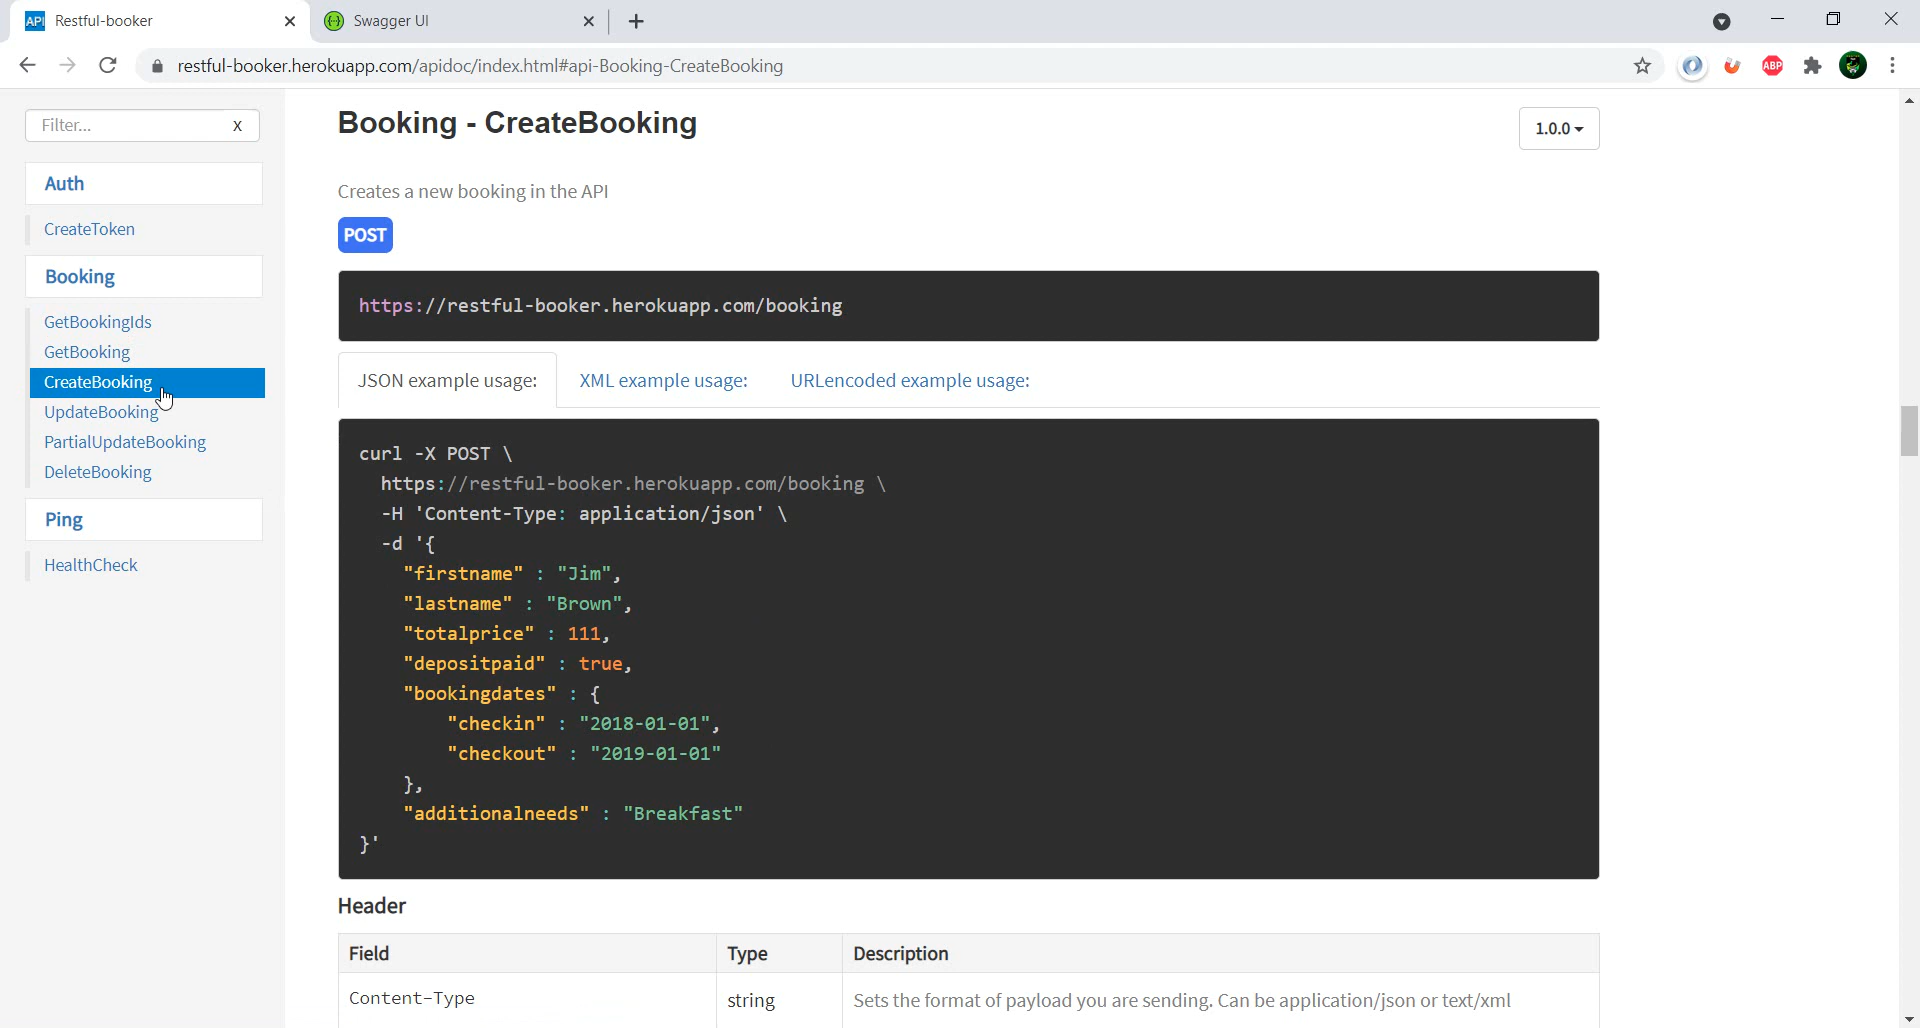 Restful-booker
Swagger UI
restful-booker.herokuapp.com/apidoc/index.html#api-Booking-CreateBooking
ABP
Filter...
x
Auth
CreateToken
Booking
GetBookingIds
GetBooking
CreateBooking
UpdateBooking
PartialUpdateBooking
DeleteBooking
Ping
HealthCheck
Booking - CreateBooking
1.0.0
Creates a new booking in the API
POST
https://restful-booker.herokuapp.com/booking
JSON example usage:
XML example usage:
URLencoded example usage:
curl -X POST \
https://restful-booker.herokuapp.com/booking \
-H 'Content-Type: application/json' \
-d '{
"firstname" : "Jim",
"lastname" : "Brown",
"totalprice" : 111,
"depositpaid" : true,
"bookingdates" : {
"checkin" : "2018-01-01",
"checkout" : "2019-01-01"
},
"additionalneeds" : "Breakfast"
}'
Header
Field Type Description
Content-Type string Sets the format of payload you are sending. Can be application/json or text/xml